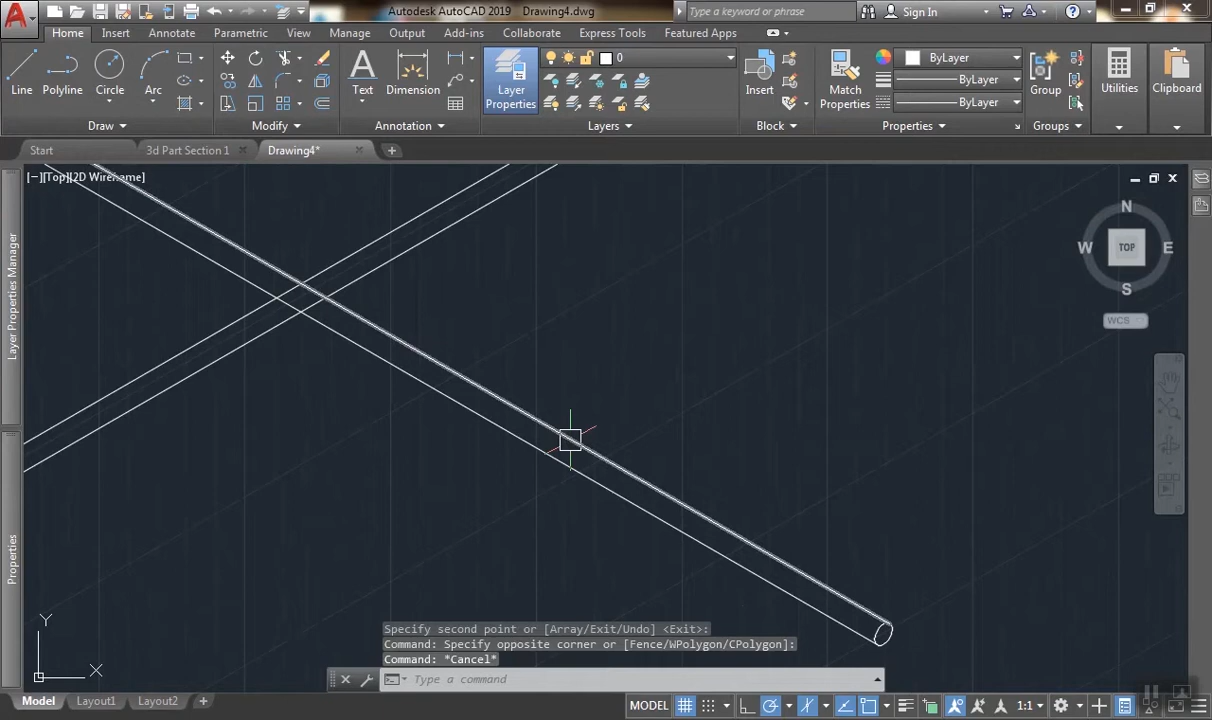 Autodesk AutoCAD 2019 Drawing4.dwg
Type a keyword or phrase
Sign In
Home Insert Annotate Parametric View Manage Output Add-ins Collaborate Express Tools Featured Apps
Line
Polyline
Circle
Arc
Text
Dimension
Layer
Properties
0
Insert
Match
Properties
ByLayer
ByLayer
ByLayer
Group
Utilities
Clipboard
Draw
Modify
Annotation
Layers
Block
Properties
Groups
Start
3d Part Section 1
Drawing4*
[−][Top][2D Wireframe]
N
W
TOP
E
S
WCS
Layer Properties Manager
Properties
Y
X
Specify second point or [Array/Exit/Undo] <Exit>:
Command: Specify opposite corner or [Fence/WPolygon/CPolygon]:
Command: *Cancel*
Type a command
Model Layout1 Layout2
MODEL
1:1